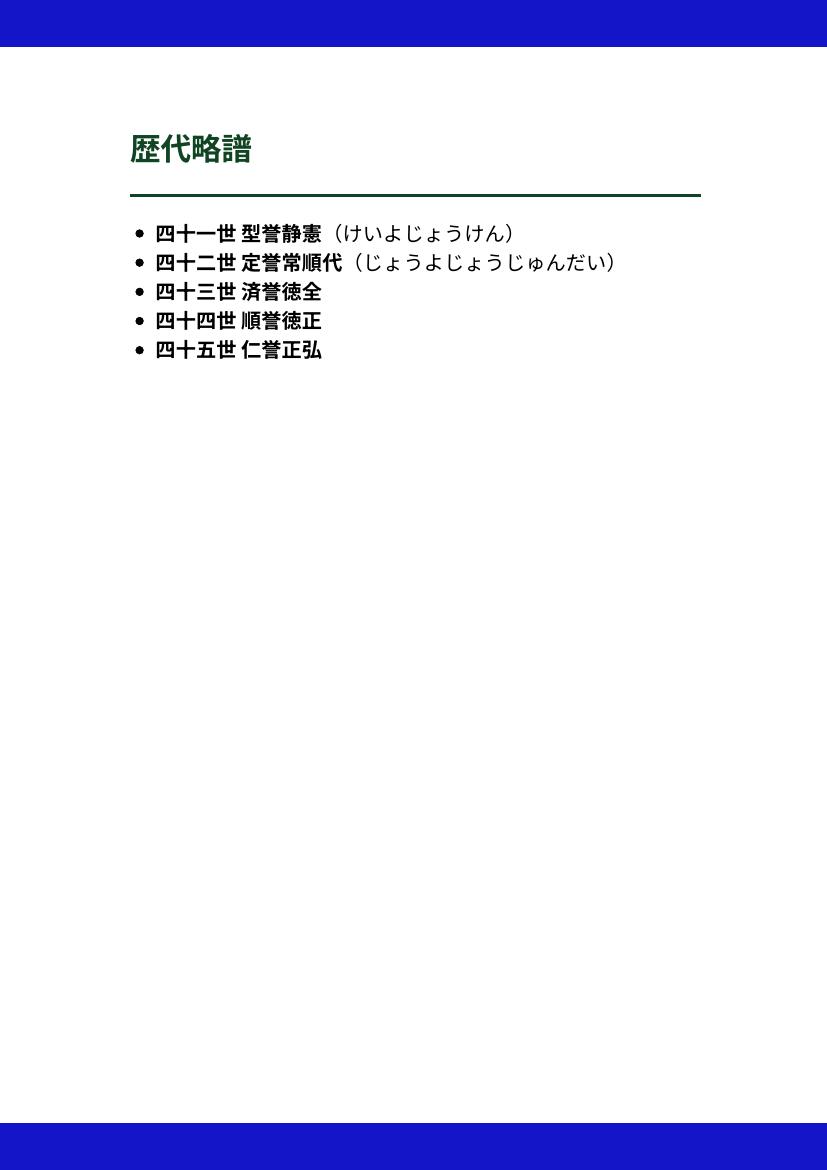 歴代略譜
• 四十一世 型誉静憲（けいよじょうけん）
• 四十二世 定誉常順代（じょうよじょうじゅんだい）
• 四十三世 済誉徳全
• 四十四世 順誉徳正
• 四十五世 仁誉正弘